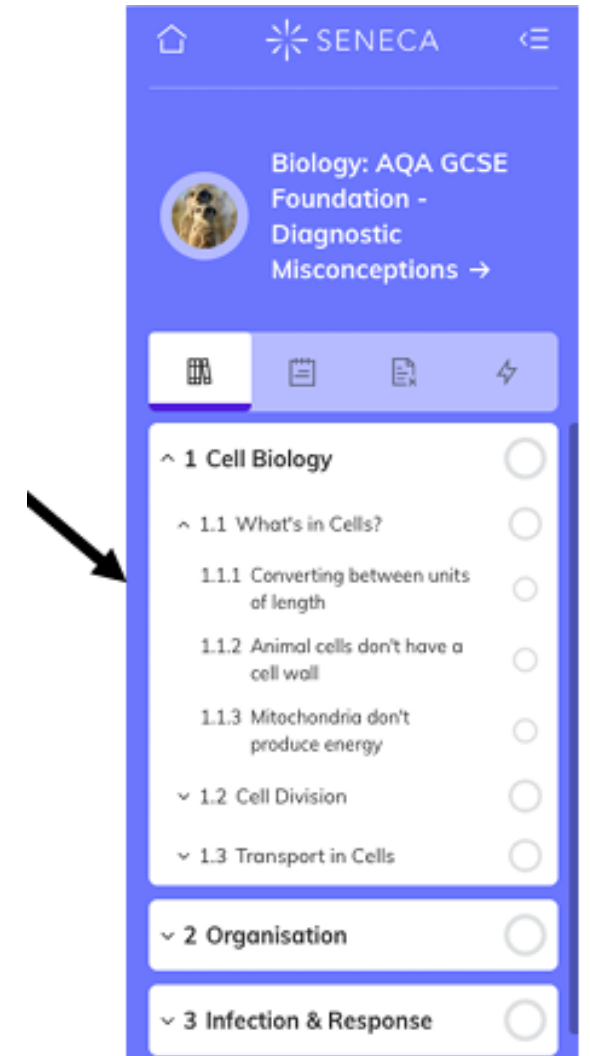 SENECA
Biology: AQA GCSE
Foundation -
Diagnostic
Misconceptions →
1 Cell Biology
1.1 What's in Cells?
1.1.1 Converting between units
of length
1.1.2 Animal cells don't have a
cell wall
1.1.3 Mitochondria don't
produce energy
1.2 Cell Division
1.3 Transport in Cells
2 Organisation
3 Infection & Response